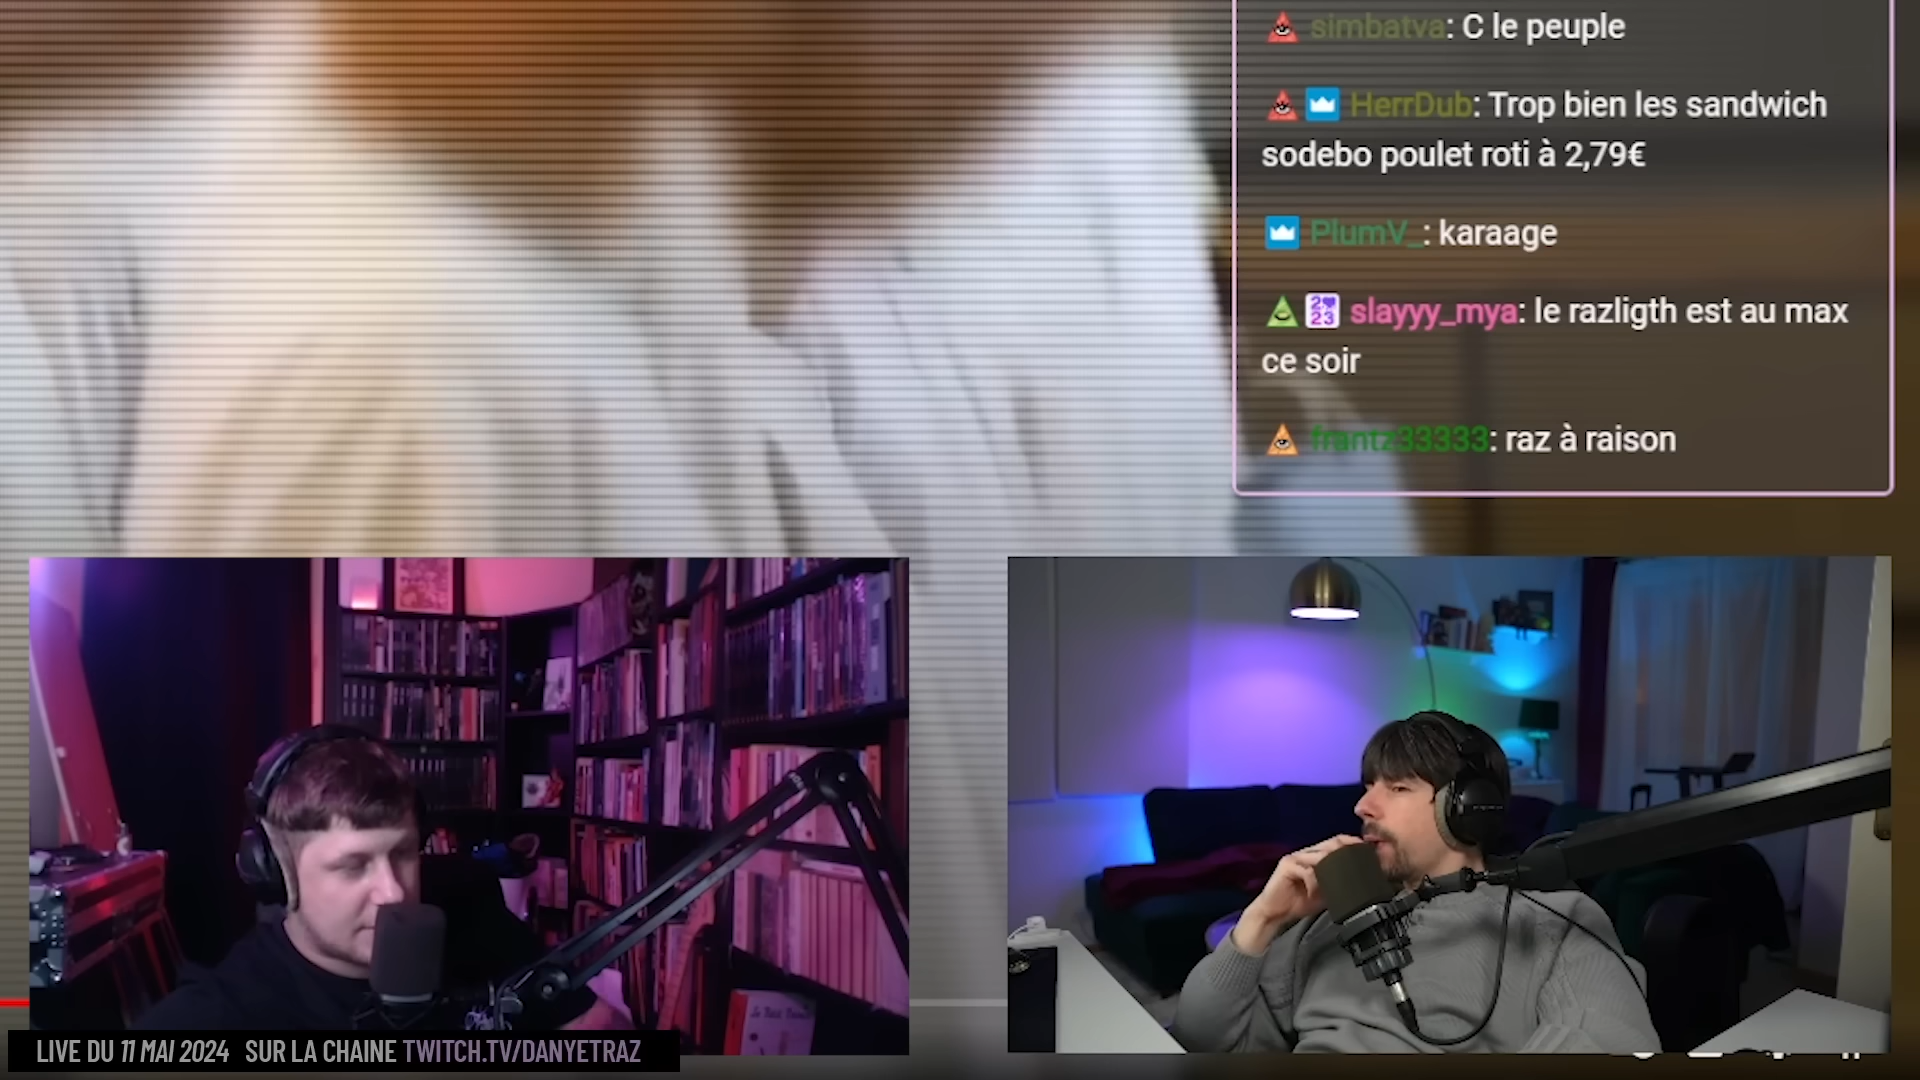 simbatva: C le peuple
HerrDub: Trop bien les sandwich
sodebo poulet roti à 2,79€
PlumV_: karaage
slayyy_mya: le razligth est au max
ce soir
frantz33333: raz à raison
LIVE DU 11 MAI 2024 SUR LA CHAINE TWITCH.TV/DANYETRAZ